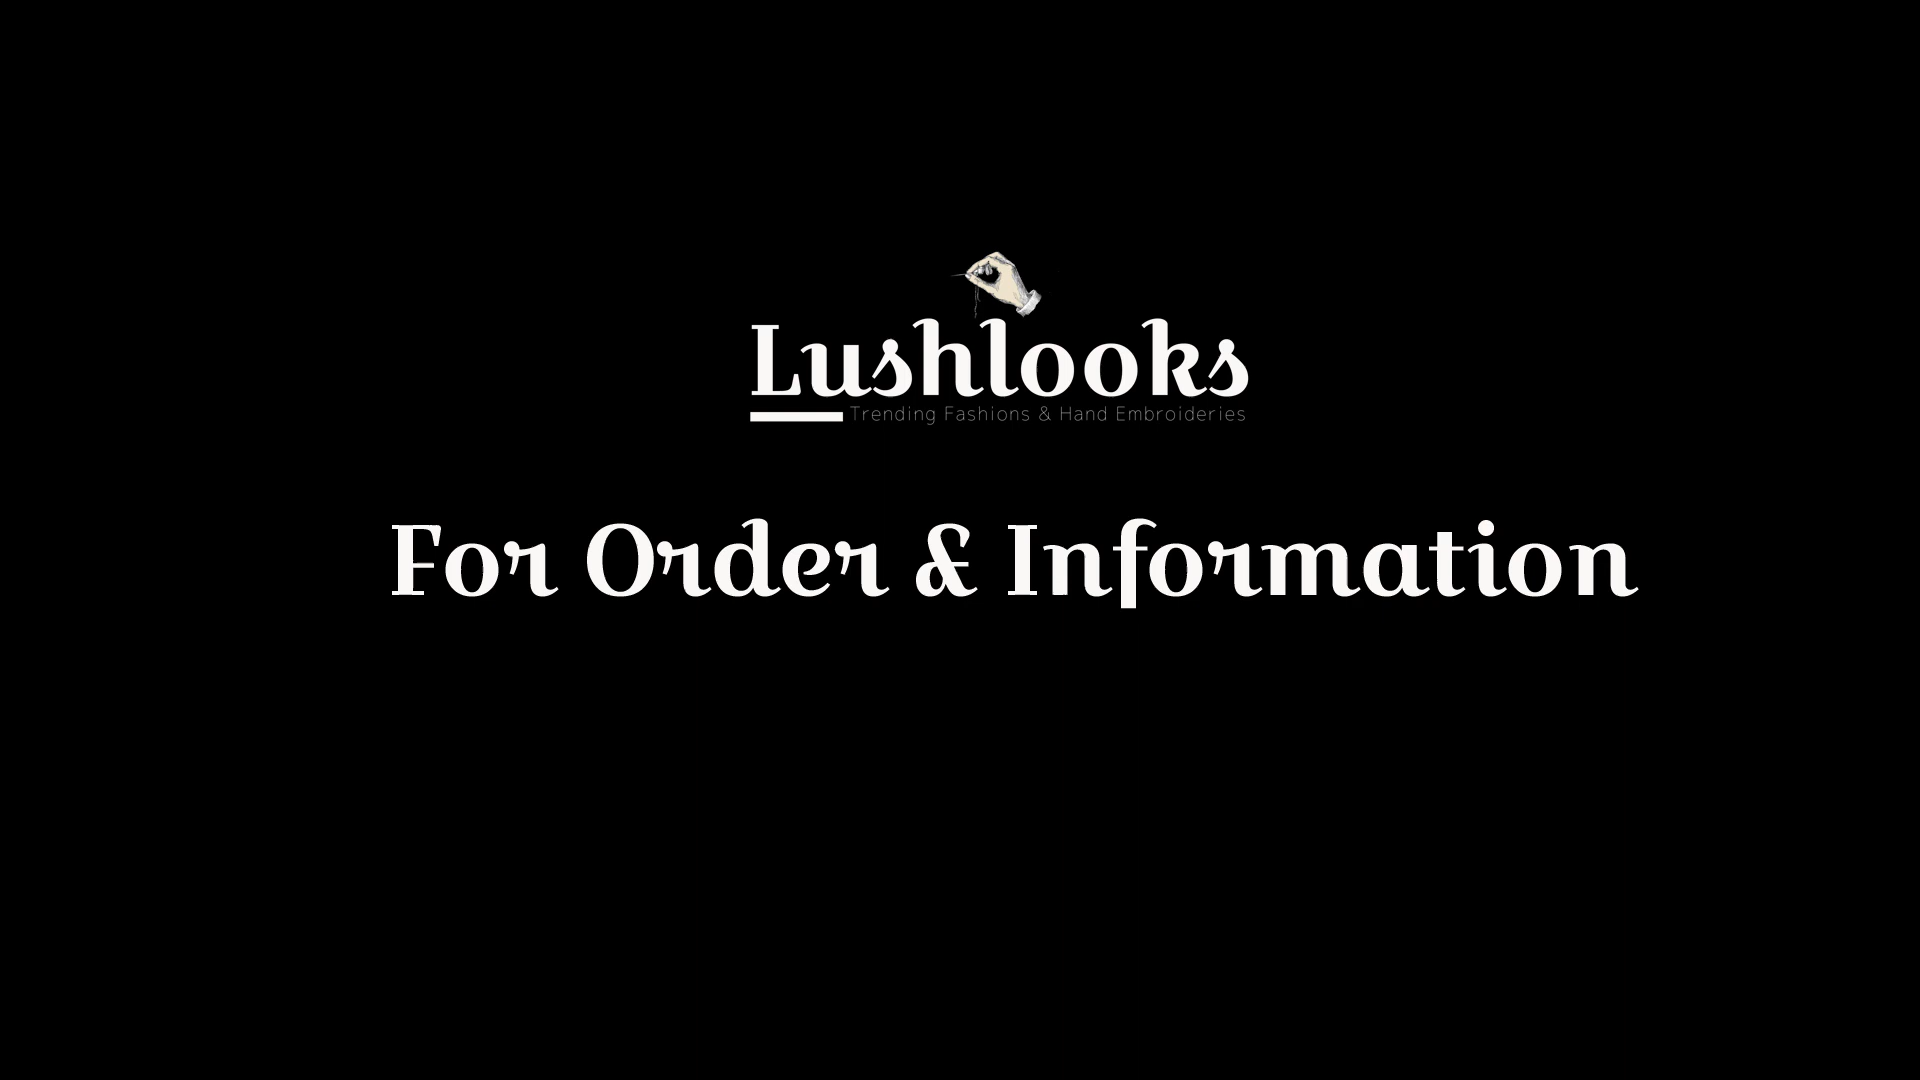 Lushlooks
Trending Fashions & Hand Embroideries
For Order & Information